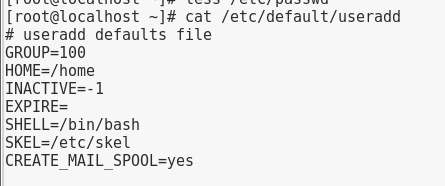 [root@localhost ~]# less /etc/passwd
[root@localhost ~]# cat /etc/default/useradd
# useradd defaults file
GROUP=100
HOME=/home
INACTIVE=-1
EXPIRE=
SHELL=/bin/bash
SKEL=/etc/skel
CREATE_MAIL_SPOOL=yes